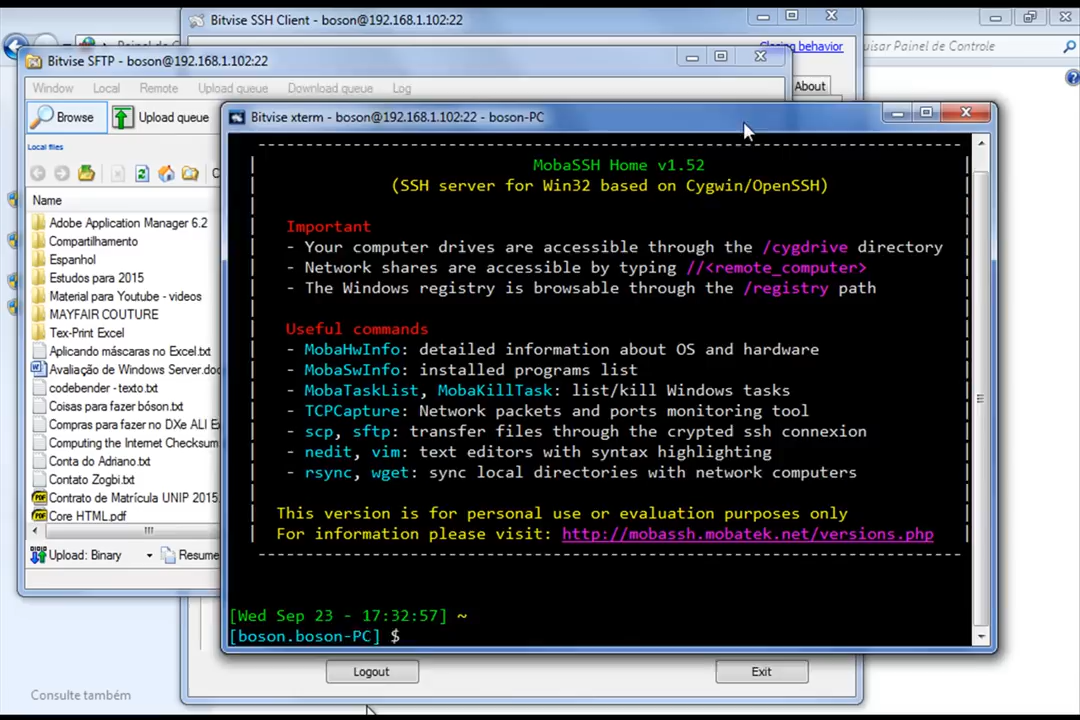 Bitvise SSH Client - boson@192.168.1.102:22
Closing behavior
uisar Painel de Controle
Bitvise SFTP - boson@192.168.1.102:22
Window Local Remote Upload queue Download queue Log
About
Browse Upload queue
Bitvise xterm - boson@192.168.1.102:22 - boson-PC
Local files
Name
Adobe Application Manager 6.2
Compartilhamento
Espanhol
Estudos para 2015
Material para Youtube - videos
MAYFAIR COUTURE
Tex-Print Excel
Aplicando máscaras no Excel.txt
Avaliação de Windows Server.doc
codebender - texto.txt
Coisas para fazer bóson.txt
Compras para fazer no DXe ALI E
Computing the Internet Checksum
Conta do Adriano.txt
Contato Zogbi.txt
Contrato de Matrícula UNIP 2015.
Core HTML.pdf
Upload: Binary Resume
MobaSSH Home v1.52
(SSH server for Win32 based on Cygwin/OpenSSH)
Important
- Your computer drives are accessible through the /cygdrive directory
- Network shares are accessible by typing //<remote_computer>
- The Windows registry is browsable through the /registry path
Useful commands
- MobaHwInfo: detailed information about OS and hardware
- MobaSwInfo: installed programs list
- MobaTaskList, MobaKillTask: list/kill Windows tasks
- TCPCapture: Network packets and ports monitoring tool
- scp, sftp: transfer files through the crypted ssh connexion
- nedit, vim: text editors with syntax highlighting
- rsync, wget: sync local directories with network computers
This version is for personal use or evaluation purposes only
For information please visit: http://mobassh.mobatek.net/versions.php
[Wed Sep 23 - 17:32:57] ~
[boson.boson-PC] $
Logout Exit
Consulte também